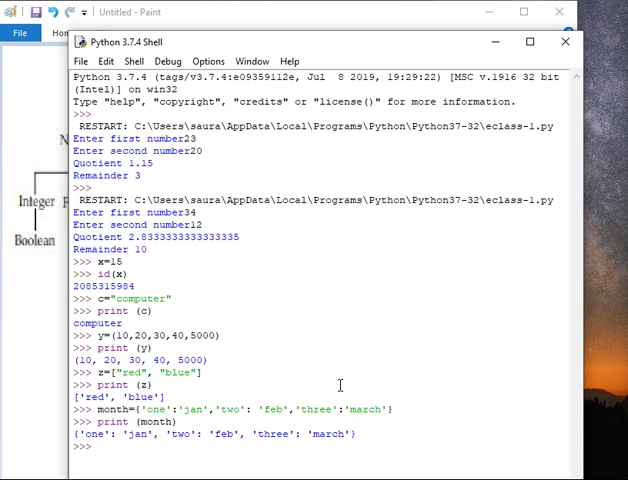 Untitled - Paint
File
Python 3.7.4 Shell
File Edit Shell Debug Options Window Help
Python 3.7.4 (tags/v3.7.4:e09359112e, Jul 8 2019, 19:29:22) [MSC v.1916 32 bit
(Intel)] on win32
Type "help", "copyright", "credits" or "license()" for more information.
>>>
RESTART: C:\Users\saura\AppData\Local\Programs\Python\Python37-32\eclass-1.py
Enter first number23
Enter second number20
Quotient 1.15
Remainder 3
>>>
RESTART: C:\Users\saura\AppData\Local\Programs\Python\Python37-32\eclass-1.py
Enter first number34
Enter second number12
Quotient 2.8333333333333335
Remainder 10
>>> x=15
>>> id(x)
2085315984
>>> c="computer"
>>> print (c)
computer
>>> y=(10,20,30,40,5000)
>>> print (y)
(10, 20, 30, 40, 5000)
>>> z=["red", "blue"]
>>> print (z)
['red', 'blue']
>>> month={'one':'jan','two': 'feb','three':'march'}
>>> print (month)
{'one': 'jan', 'two': 'feb', 'three': 'march'}
>>>
Integer
Boolean